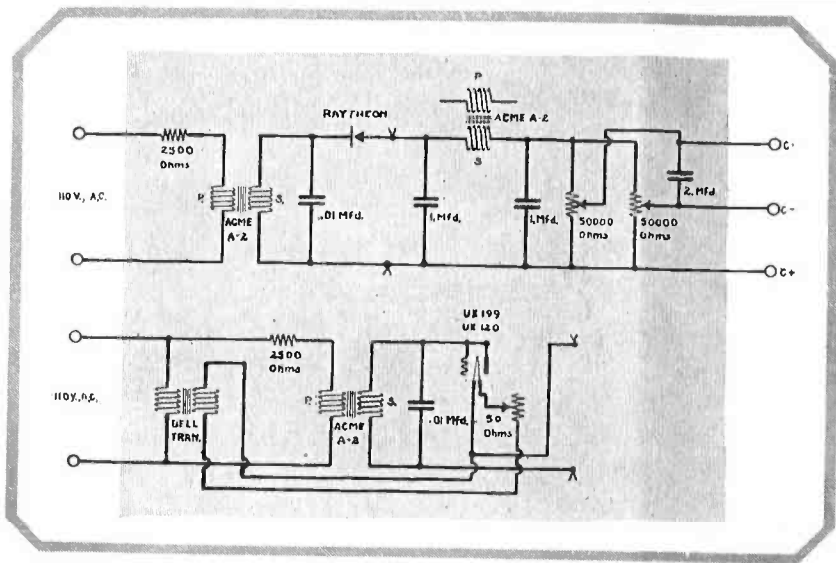 P.
RAYTHEON
X
ACME A-2
S
2500
Ohms
110 V., A.C.
P.
S.
ACME
A-2
.01 Mfd.
1, Mfd.
1, Mfd.
50000
Ohms
50000
Ohms
2, Mfd.
C-
C-
C+
X
UX 199
UX 120
X
2500
Ohms
110 V., A.C.
BELL
TRAN.
P.
S.
ACME
A-2
.01 Mfd.
50
Ohms
X